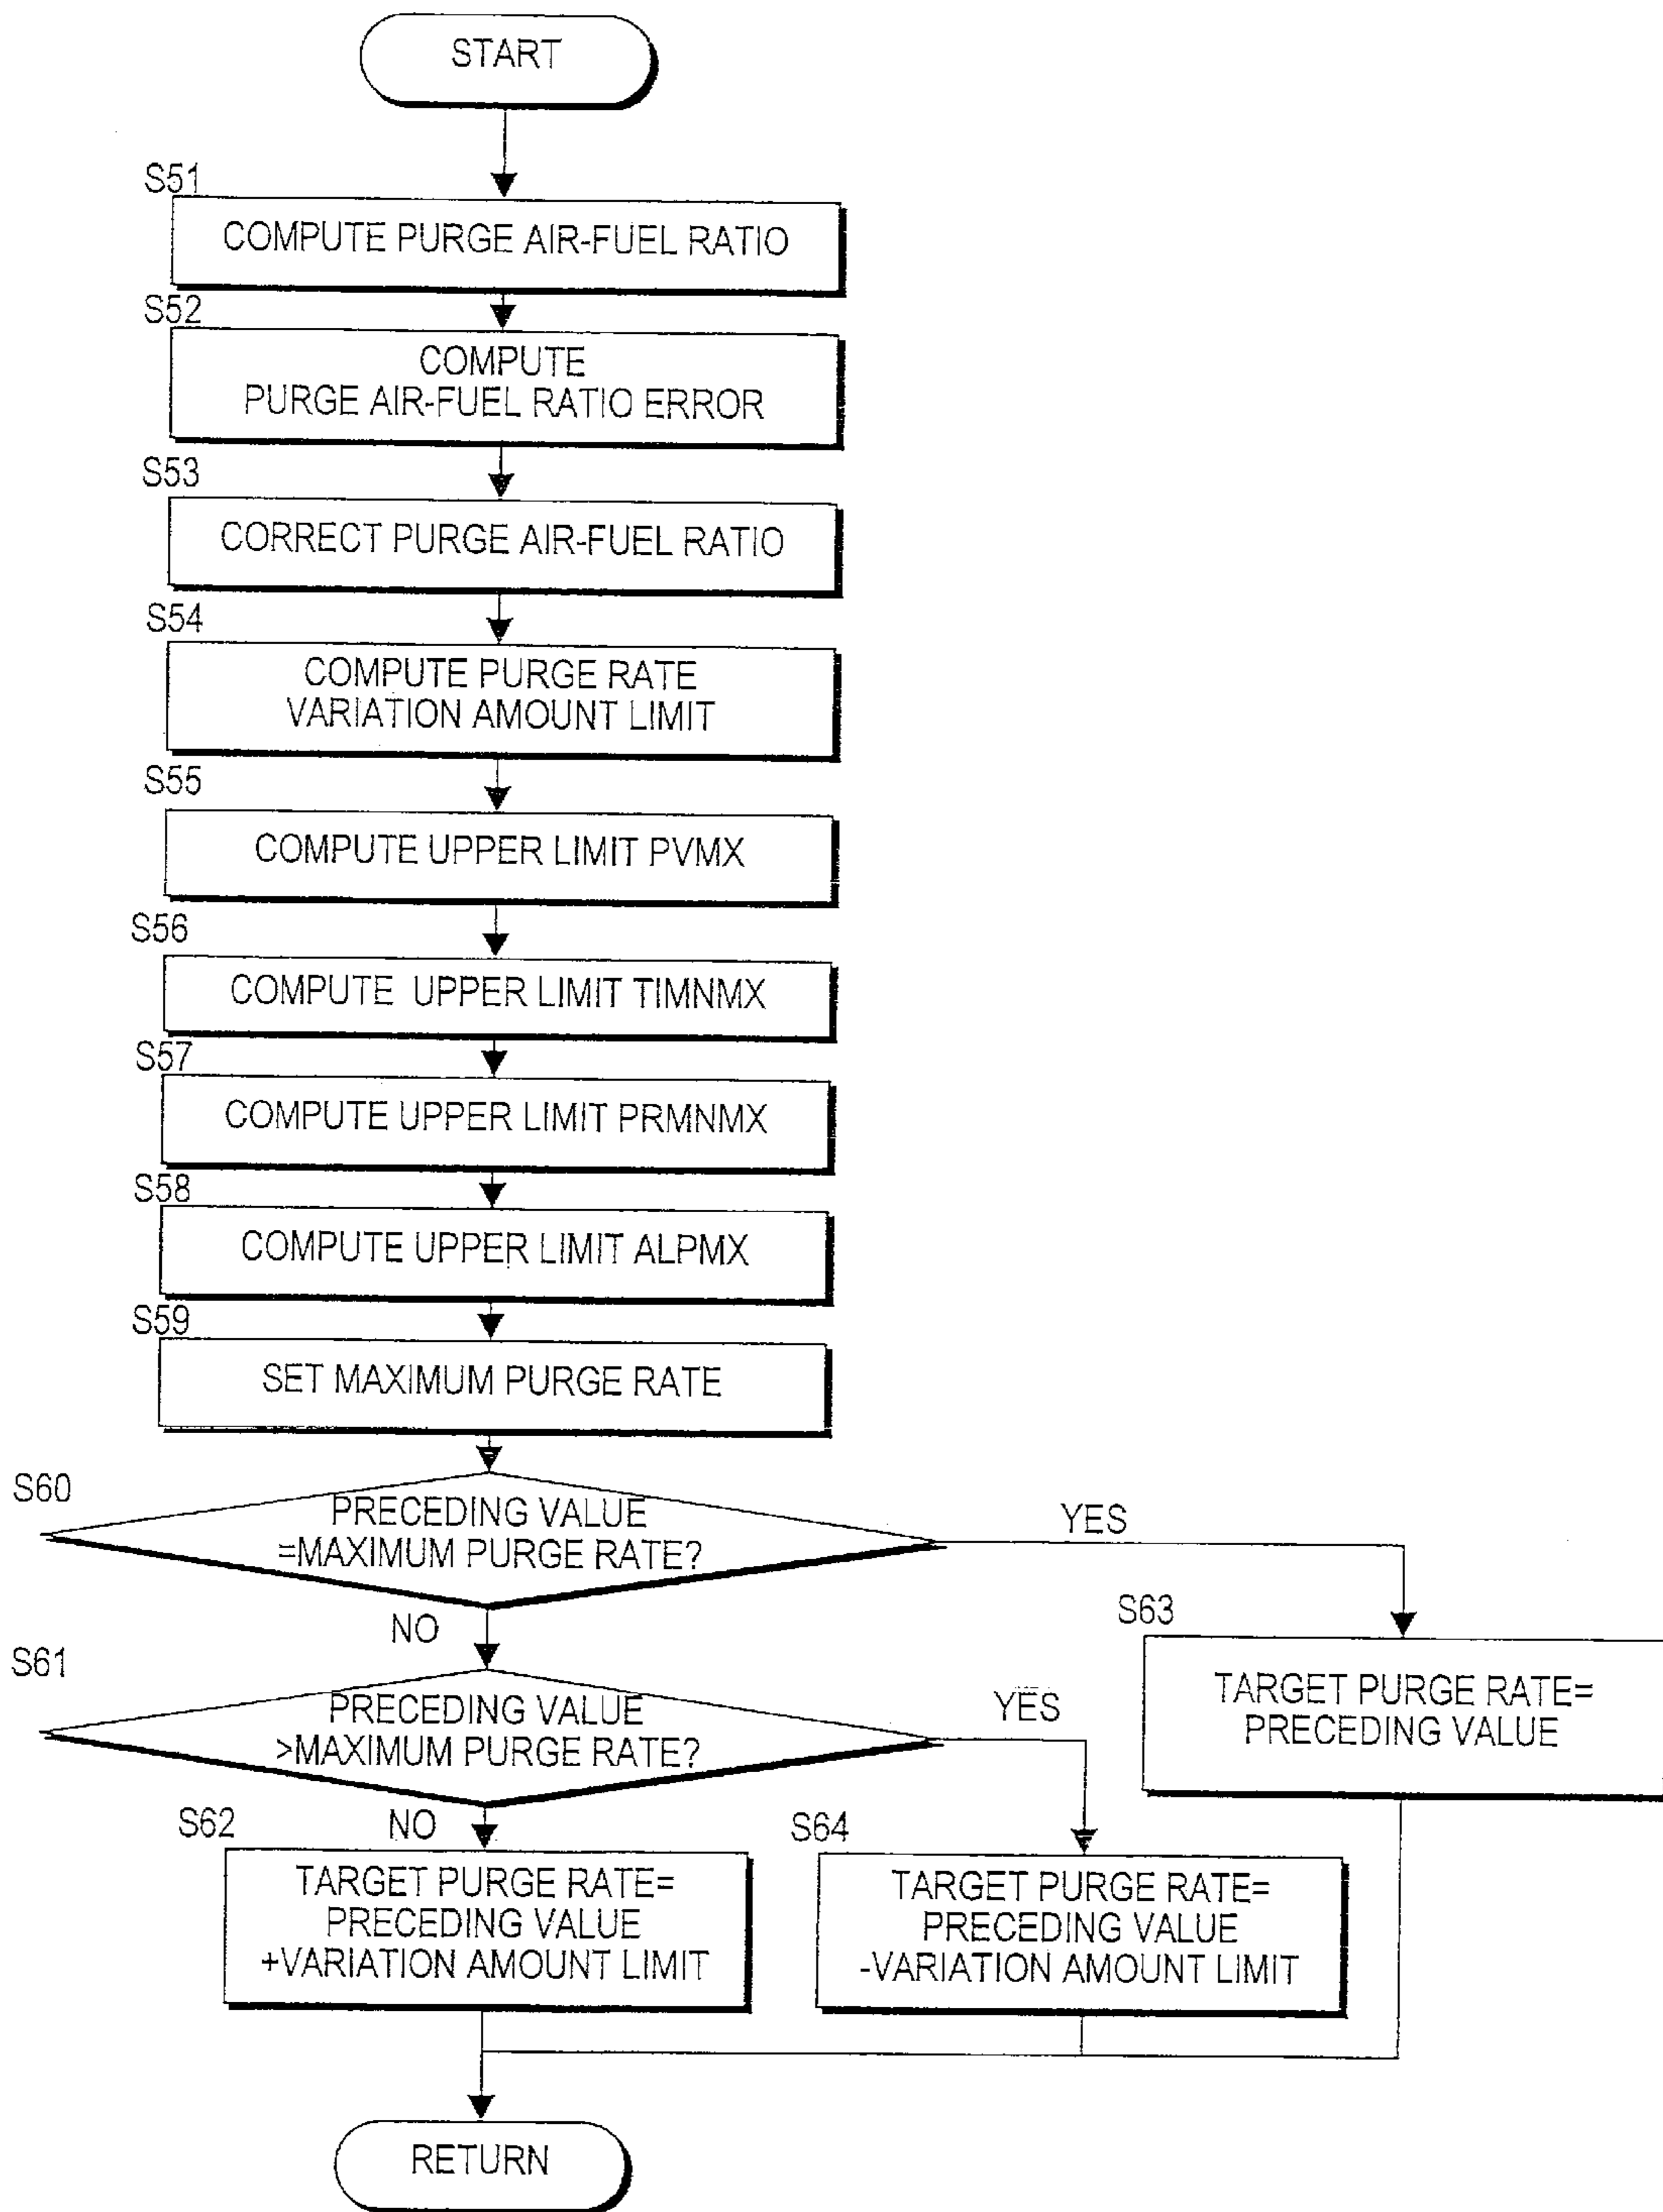 START
S51
COMPUTE PURGE AIR-FUEL RATIO
S52
COMPUTE
PURGE AIR-FUEL RATIO ERROR
S53
CORRECT PURGE AIR-FUEL RATIO
S54
COMPUTE PURGE RATE
VARIATION AMOUNT LIMIT
S55
COMPUTE UPPER LIMIT PVMX
S56
COMPUTE UPPER LIMIT TIMNMX
S57
COMPUTE UPPER LIMIT PRMNMX
S58
COMPUTE UPPER LIMIT ALPMX
S59
SET MAXIMUM PURGE RATE
S60
PRECEDING VALUE
=MAXIMUM PURGE RATE?
YES
NO
S63
TARGET PURGE RATE=
PRECEDING VALUE
S61
PRECEDING VALUE
>MAXIMUM PURGE RATE?
YES
NO
S62
TARGET PURGE RATE=
PRECEDING VALUE
+VARIATION AMOUNT LIMIT
S64
TARGET PURGE RATE=
PRECEDING VALUE
-VARIATION AMOUNT LIMIT
RETURN